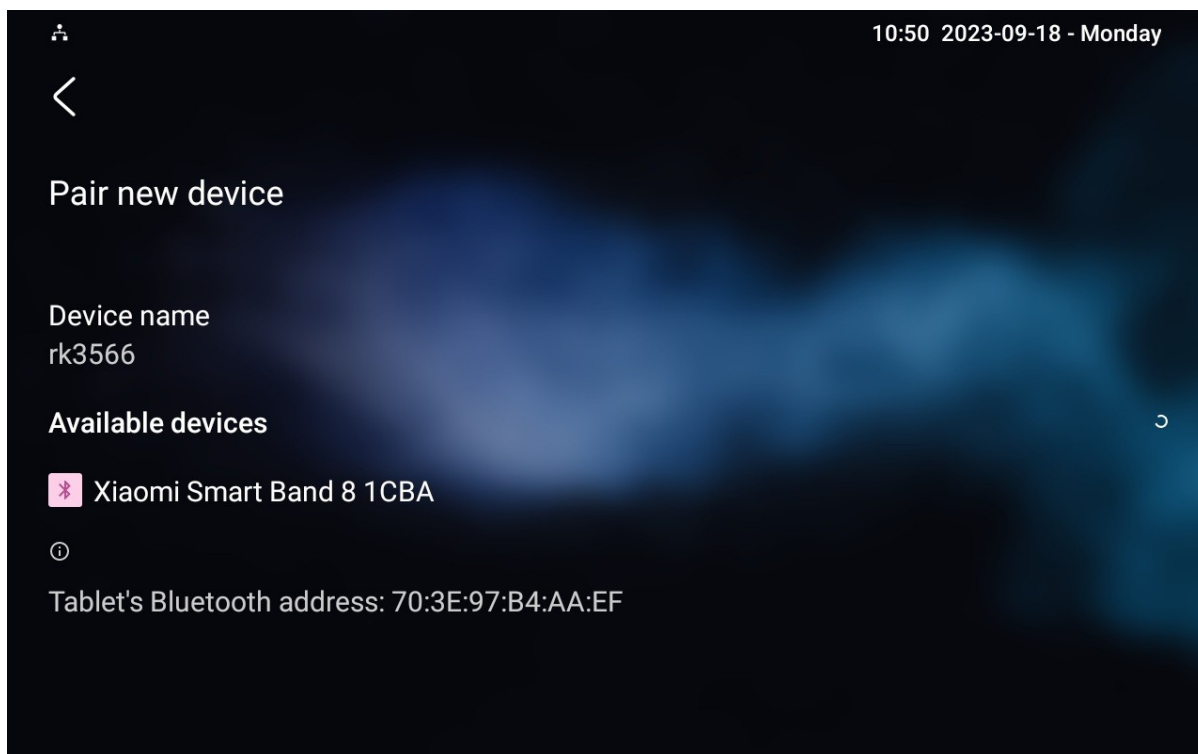 10:50 2023-09-18 - Monday
Pair new device
Device name
rk3566
Available devices
Xiaomi Smart Band 8 1CBA
Tablet's Bluetooth address: 70:3E:97:B4:AA:EF